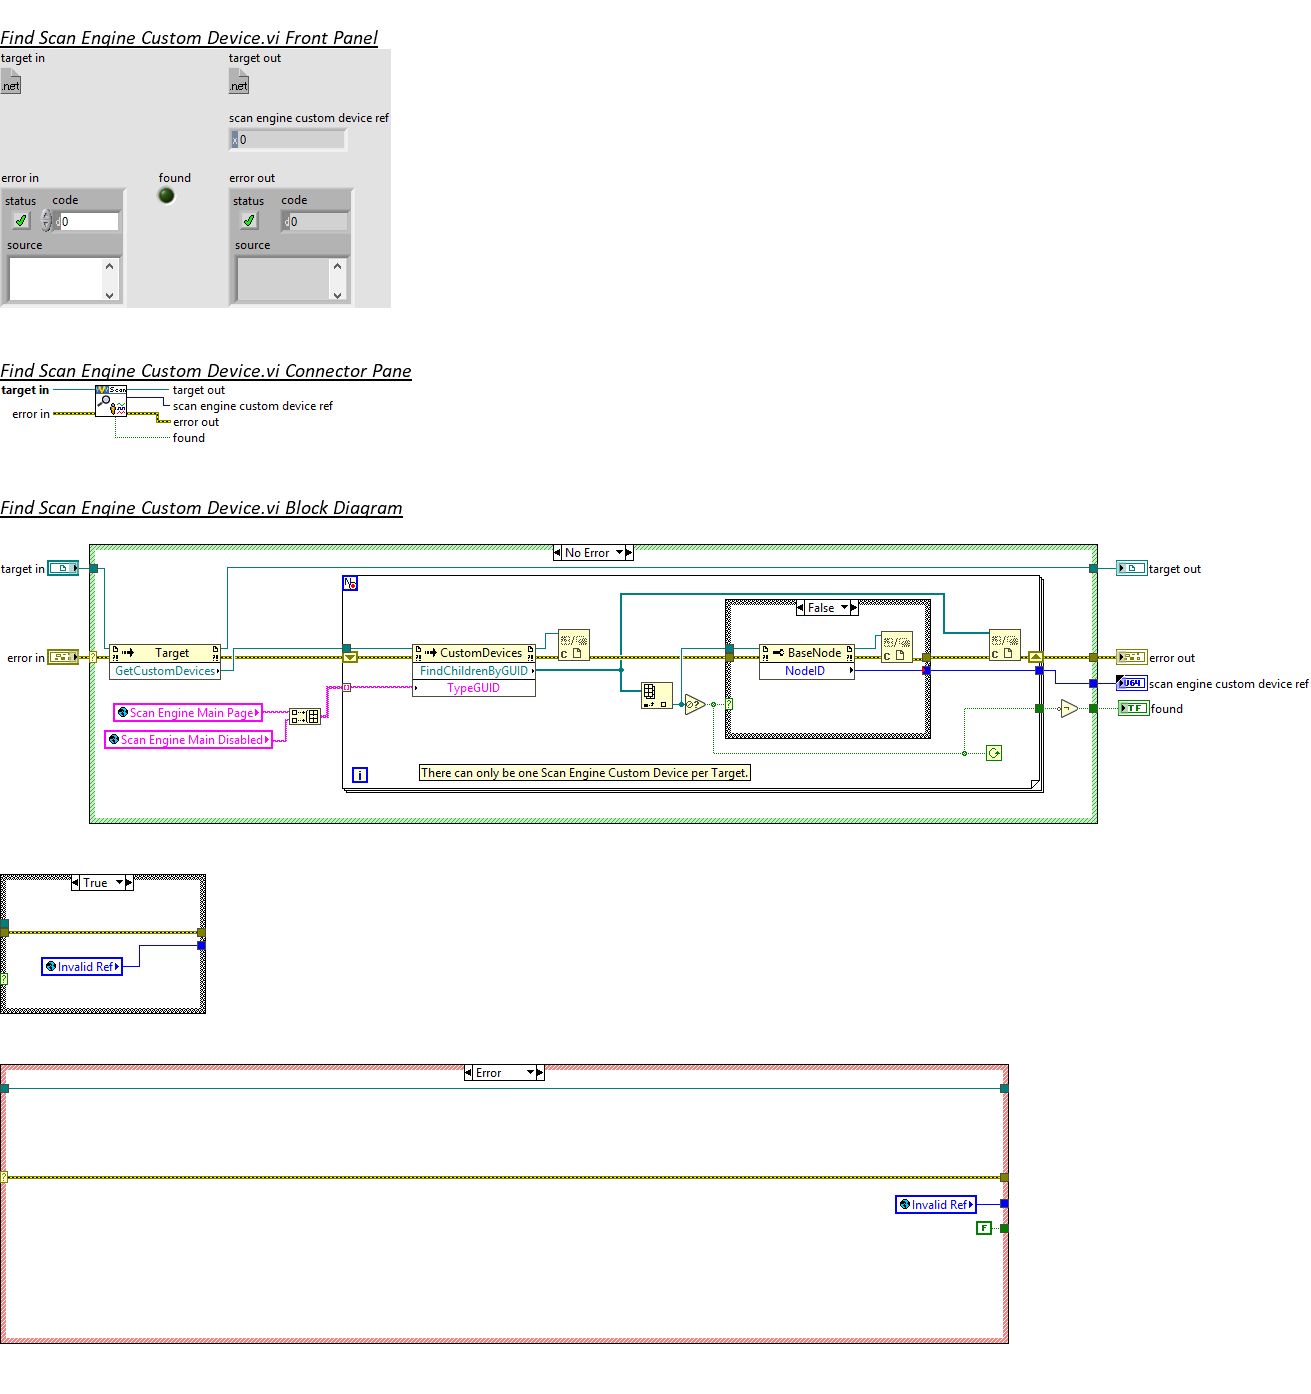 Find Scan Engine Custom Device.vi Front Panel
target in
target out
.net
.net
scan engine custom device ref
x 0
error in
found
error out
status
code
status
code
d 0
d 0
source
source
Find Scan Engine Custom Device.vi Connector Pane
target in
target out
Scan
scan engine custom device ref
error in
error out
found
Find Scan Engine Custom Device.vi Block Diagram
No Error
target in
target out
N
False
error in
Target
CustomDevices
BaseNode
error out
GetCustomDevices
FindChildrenByGUID
NodeID
TypeGUID
U64
scan engine custom device ref
Scan Engine Main Page
?
?
TF
found
Scan Engine Main Disabled
i
There can only be one Scan Engine Custom Device per Target.
True
Invalid Ref
?
Error
?
Invalid Ref
F